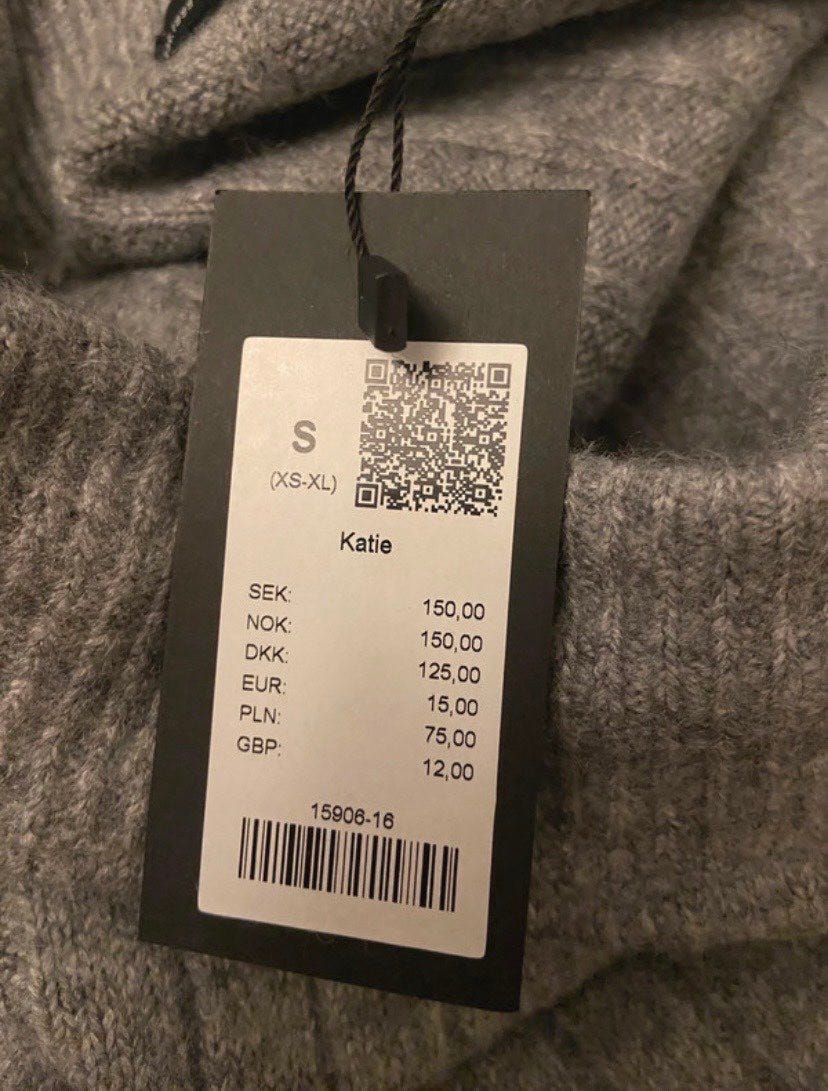 S
(XS-XL)
Katie
SEK: 150,00
NOK: 150,00
DKK: 125,00
EUR: 15,00
PLN: 75,00
GBP: 12,00
15906-16